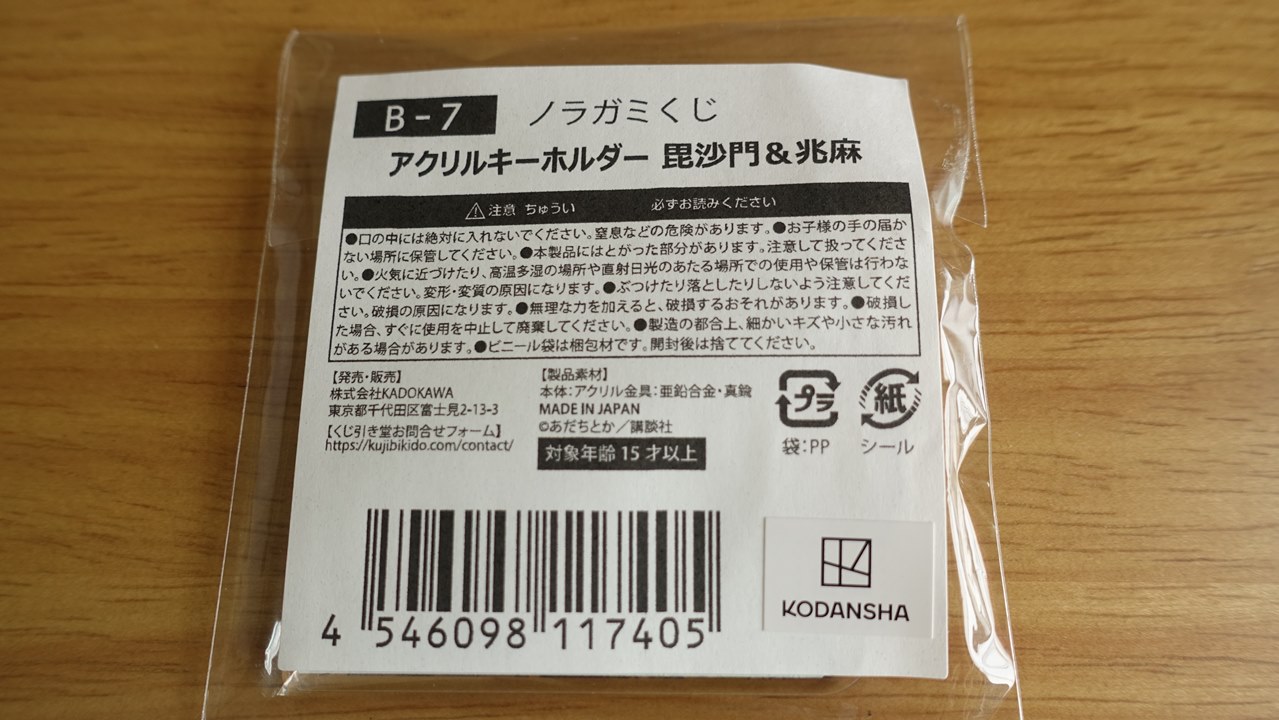 B-7 ノラガミくじ
アクリルキーホルダー 毘沙門&兆麻
注意 ちゅうい 必ずお読みください
●口の中には絶対に入れないでください。窒息などの危険があります。●お子様の手の届か
ない場所に保管してください。●本製品にはとがった部分があります。注意して扱ってくださ
い。●火気に近づけたり、高温多湿の場所や直射日光のあたる場所での使用や保管は行わな
いでください。変形・変質の原因になります。●ぶつけたり落としたりしないよう注意してくだ
さい。破損の原因になります。●無理な力を加えると、破損するおそれがあります。●破損し
た場合、すぐに使用を中止して廃棄してください。●製造の都合上、細かいキズや小さな汚れ
がある場合があります。●ビニール袋は梱包材です。開封後は捨ててください。
【発売・販売】
株式会社KADOKAWA
東京都千代田区富士見2-13-3
【くじ引き堂お問合せフォーム】
https://kujibikido.com/contact/
【製品素材】
本体:アクリル金具:亜鉛合金・真鍮
MADE IN JAPAN
©あだちとか/講談社
対象年齢 15 才以上
プラ
袋:PP
紙
シール
4 546098 117405
KODANSHA